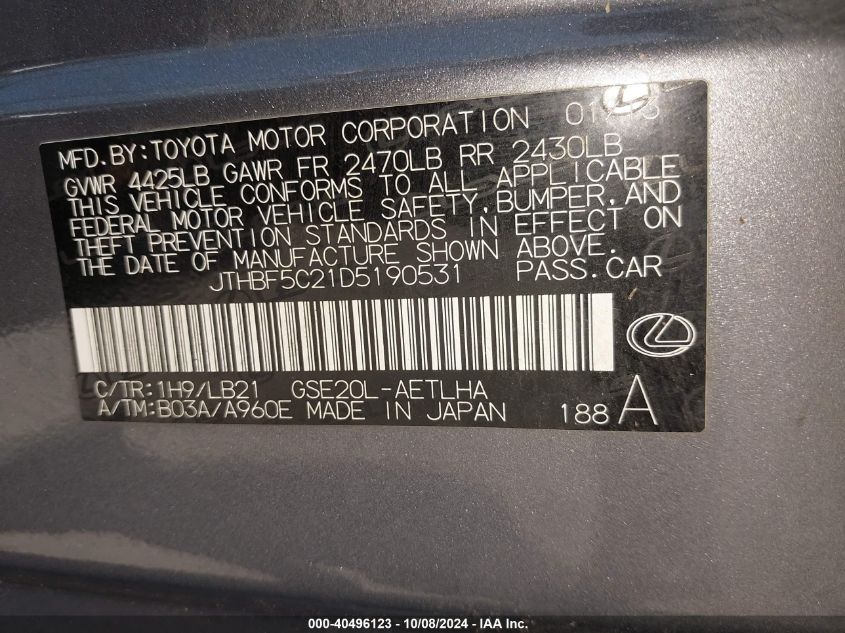 MFD.BY:TOYOTA MOTOR CORPORATION
GVWR 4425LB GAWR FR 2470LB RR 2430LB
THIS VEHICLE CONFORMS TO ALL APPLICABLE
FEDERAL MOTOR VEHICLE SAFETY,BUMPER,AND
THEFT PREVENTION STANDARDS IN EFFECT ON
THE DATE OF MANUFACTURE SHOWN ABOVE.
JTHBF5C21D5190531 PASS.CAR
C/TR:1H9/LB21 GSE20L-AETLHA
A/TM:B03A/A960E MADE IN JAPAN 188 A
000-40496123 - 10/08/2024 - IAA Inc.